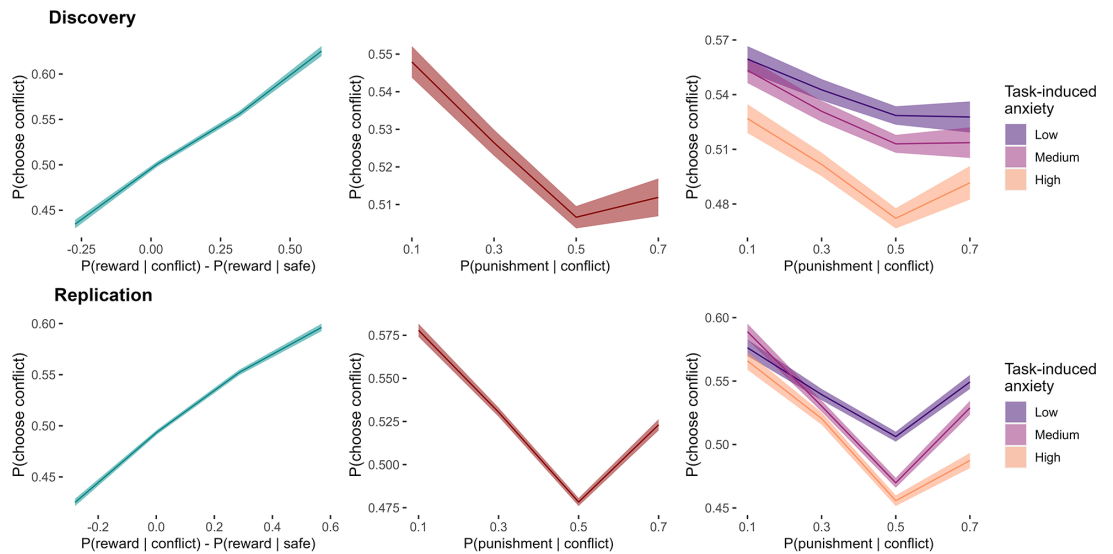 Discovery
P(choose conflict)
0.60
0.55
0.50
0.45
-0.25
0.00
0.25
0.50
P(reward | conflict) - P(reward | safe)
P(choose conflict)
0.55
0.54
0.53
0.52
0.51
0.1
0.3
0.5
0.7
P(punishment | conflict)
P(choose conflict)
0.57
0.54
0.51
0.48
0.1
0.3
0.5
0.7
P(punishment | conflict)
Task-induced
anxiety
Low
Medium
High
Replication
P(choose conflict)
0.60
0.55
0.50
0.45
-0.2
0.0
0.2
0.4
0.6
P(reward | conflict) - P(reward | safe)
P(choose conflict)
0.575
0.550
0.525
0.500
0.475
0.1
0.3
0.5
0.7
P(punishment | conflict)
P(choose conflict)
0.60
0.55
0.50
0.45
0.1
0.3
0.5
0.7
P(punishment | conflict)
Task-induced
anxiety
Low
Medium
High